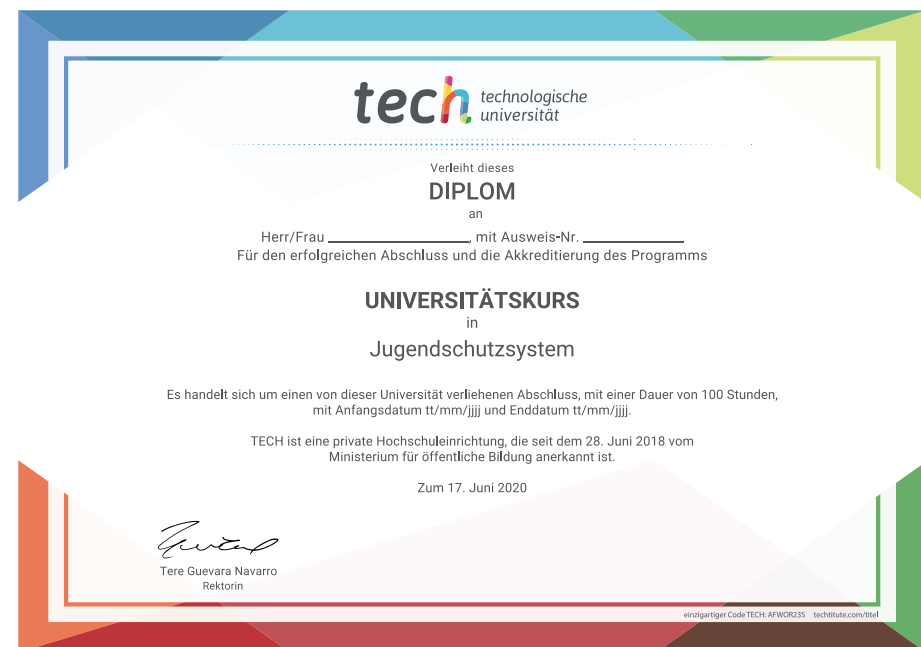 tech technologische
universität
Verleiht dieses
DIPLOM
an
Herr/Frau ____________________, mit Ausweis-Nr. ______________
Für den erfolgreichen Abschluss und die Akkreditierung des Programms
UNIVERSITÄTSKURS
in
Jugendschutzsystem
Es handelt sich um einen von dieser Universität verliehenen Abschluss, mit einer Dauer von 100 Stunden,
mit Anfangsdatum tt/mm/jjjj und Enddatum tt/mm/jjjj.
TECH ist eine private Hochschuleinrichtung, die seit dem 28. Juni 2018 vom
Ministerium für öffentliche Bildung anerkannt ist.
Zum 17. Juni 2020
Tere Guevara Navarro
Rektorin
einzigartiger Code TECH: AFWOR23S techtitute.com/titel